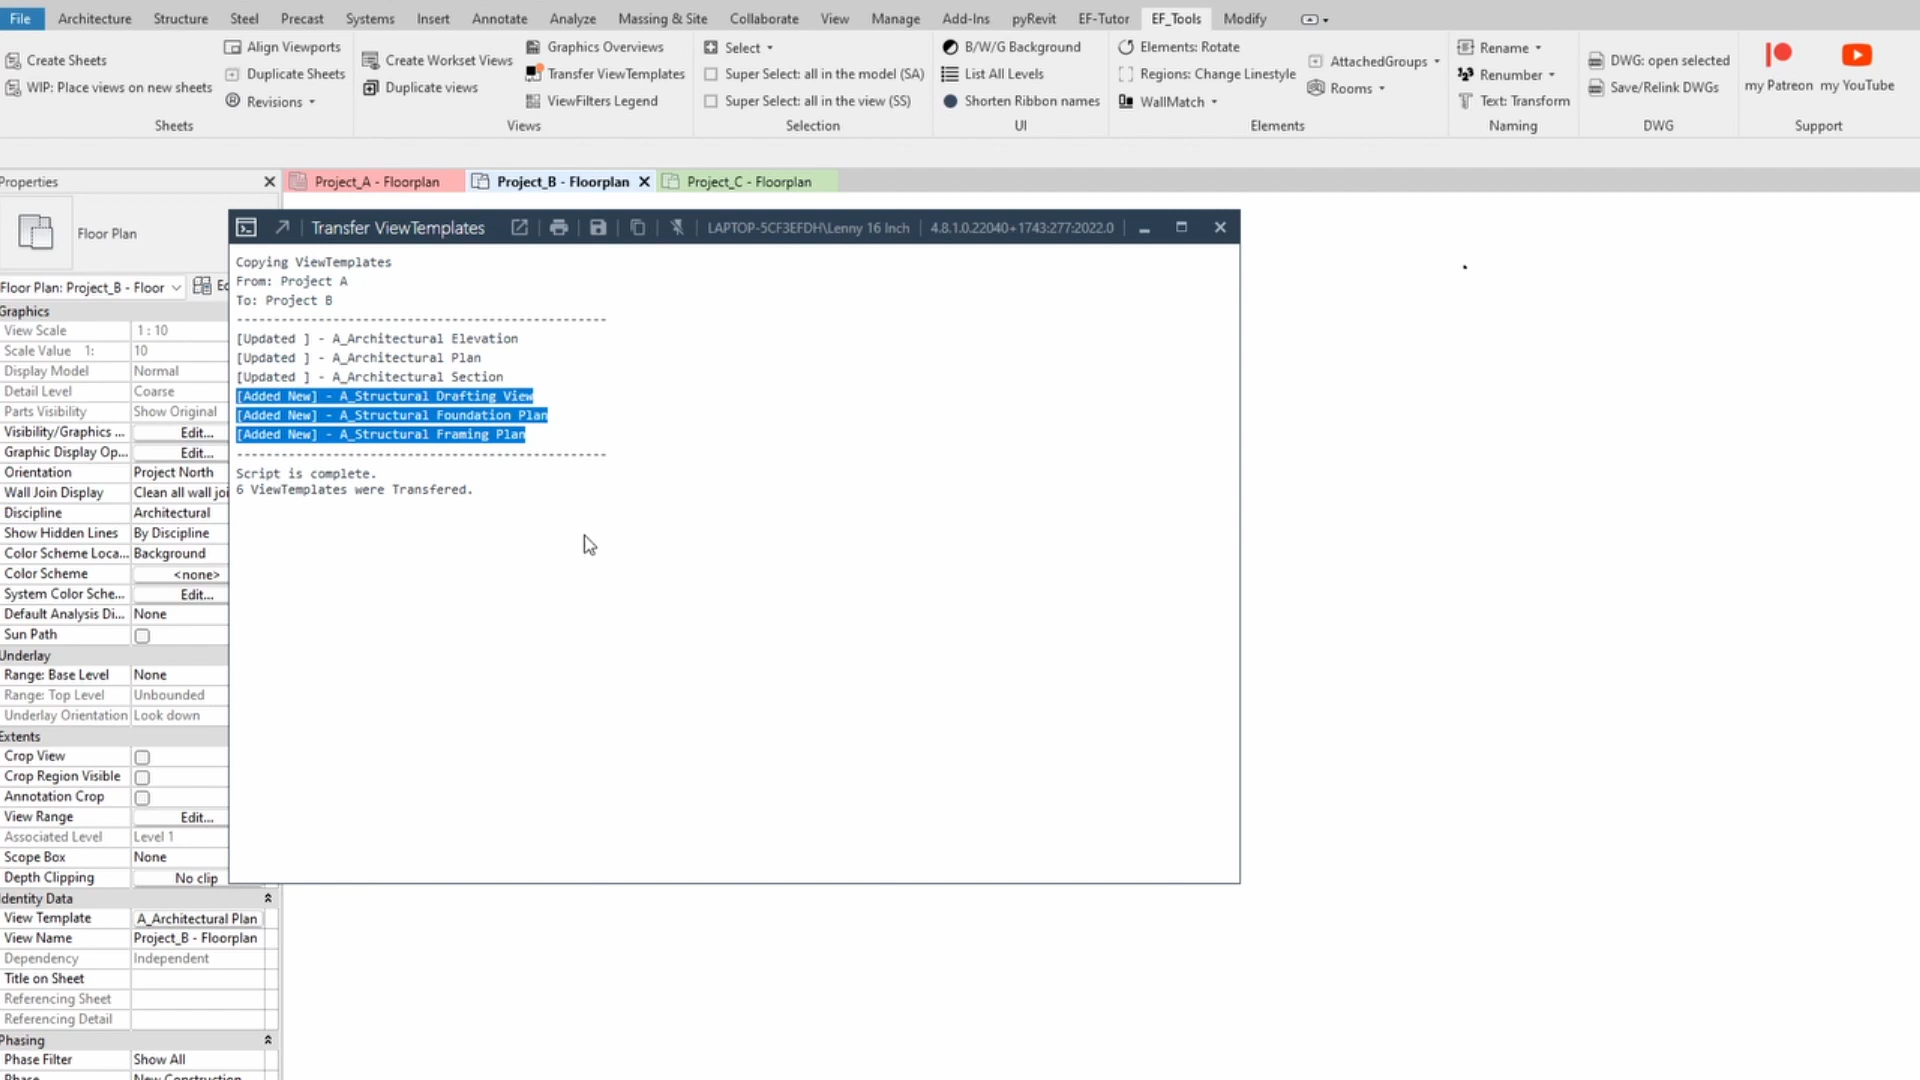 File Architecture Structure Steel Precast Systems Insert Annotate Analyze Massing & Site Collaborate View Manage Add-Ins pyRevit EF-Tutor EF_Tools Modify
Create Sheets
WIP: Place views on new sheets
Align Viewports
Duplicate Sheets
Revisions
Sheets
Create Workset Views
Duplicate views
Graphics Overviews
Transfer ViewTemplates
ViewFilters Legend
Views
Select
Super Select: all in the model (SA)
Super Select: all in the view (SS)
Selection
B/W/G Background
List All Levels
Shorten Ribbon names
UI
Elements: Rotate
Regions: Change Linestyle
WallMatch
AttachedGroups
Rooms
Elements
Rename
Renumber
Text: Transform
Naming
DWG: open selected
Save/Relink DWGs
DWG
my Patreon my YouTube
Support
Properties
Project_A - Floorplan
Project_B - Floorplan
Project_C - Floorplan
Floor Plan
Floor Plan: Project_B - Floor
Graphics
View Scale 1 : 10
Scale Value 1: 10
Display Model Normal
Detail Level Coarse
Parts Visibility Show Original
Visibility/Graphics ... Edit...
Graphic Display Op... Edit...
Orientation Project North
Wall Join Display Clean all wall joi
Discipline Architectural
Show Hidden Lines By Discipline
Color Scheme Loca... Background
Color Scheme <none>
System Color Sche... Edit...
Default Analysis Di... None
Sun Path
Underlay
Range: Base Level None
Range: Top Level Unbounded
Underlay Orientation Look down
Extents
Crop View
Crop Region Visible
Annotation Crop
View Range Edit...
Associated Level Level 1
Scope Box None
Depth Clipping No clip
Identity Data
View Template A_Architectural Plan
View Name Project_B - Floorplan
Dependency Independent
Title on Sheet
Referencing Sheet
Referencing Detail
Phasing
Phase Filter Show All
Phase New Construction
Transfer ViewTemplates LAPTOP-5CF3EFDH\Lenny 16 Inch 4.8.1.0.22040+1743:277:2022.0
Copying ViewTemplates
From: Project A
To: Project B
--------------------------------------------------
[Updated ] - A_Architectural Elevation
[Updated ] - A_Architectural Plan
[Updated ] - A_Architectural Section
[Added New] - A_Structural Drafting View
[Added New] - A_Structural Foundation Plan
[Added New] - A_Structural Framing Plan
--------------------------------------------------
Script is complete.
6 ViewTemplates were Transfered.